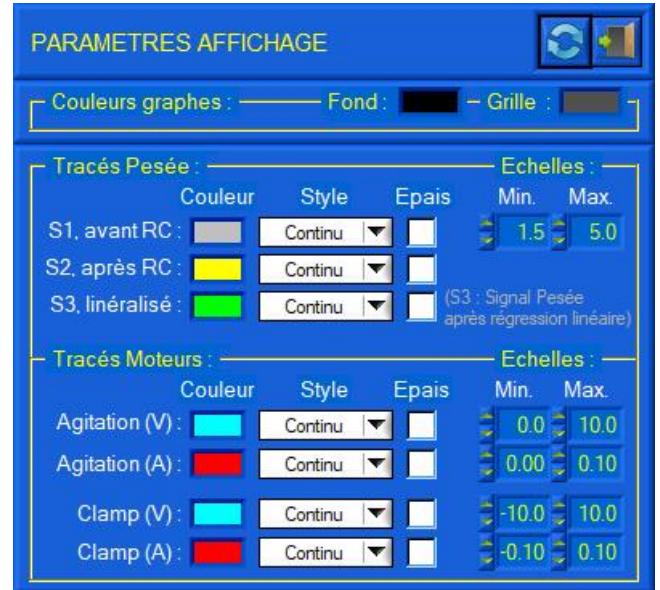 PARAMETRES AFFICHAGE
Couleurs graphes : Fond : Grille :
Tracés Pesée : Echelles :
Couleur Style Epais Min. Max.
S1, avant RC : Continu 1.5 5.0
S2, après RC : Continu
S3, linéralisé : Continu (S3 : Signal Pesée
après régression linéaire)
Tracés Moteurs : Echelles :
Couleur Style Epais Min. Max.
Agitation (V) : Continu 0.0 10.0
Agitation (A) : Continu 0.00 0.10
Clamp (V) : Continu -10.0 10.0
Clamp (A) : Continu -0.10 0.10